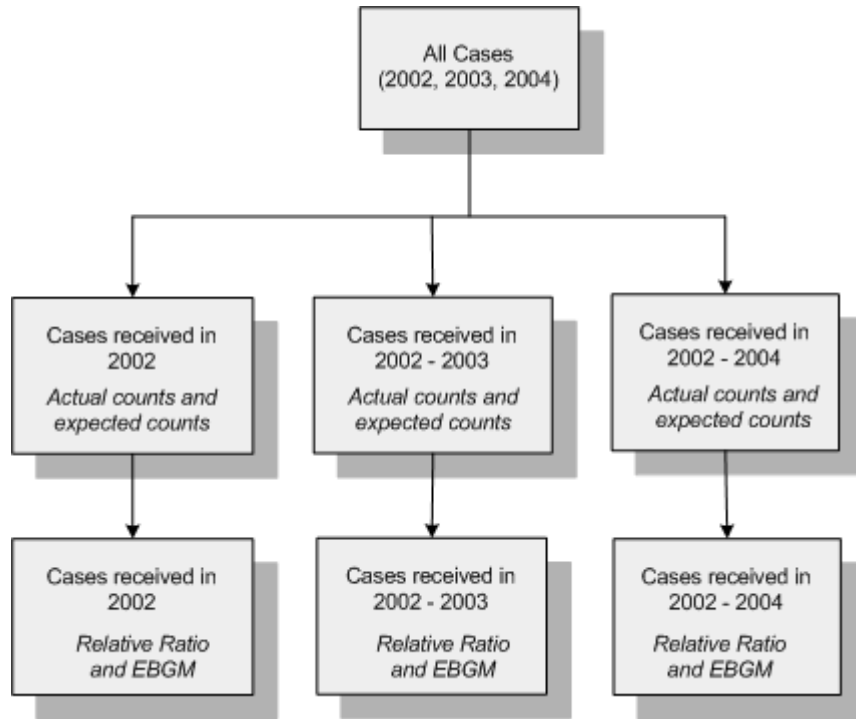 All Cases
(2002, 2003, 2004)
Cases received in
2002
Actual counts and
expected counts
Cases received in
2002 - 2003
Actual counts and
expected counts
Cases received in
2002 - 2004
Actual counts and
expected counts
Cases received in
2002
Relative Ratio
and EBGM
Cases received in
2002 - 2003
Relative Ratio
and EBGM
Cases received in
2002 - 2004
Relative Ratio
and EBGM